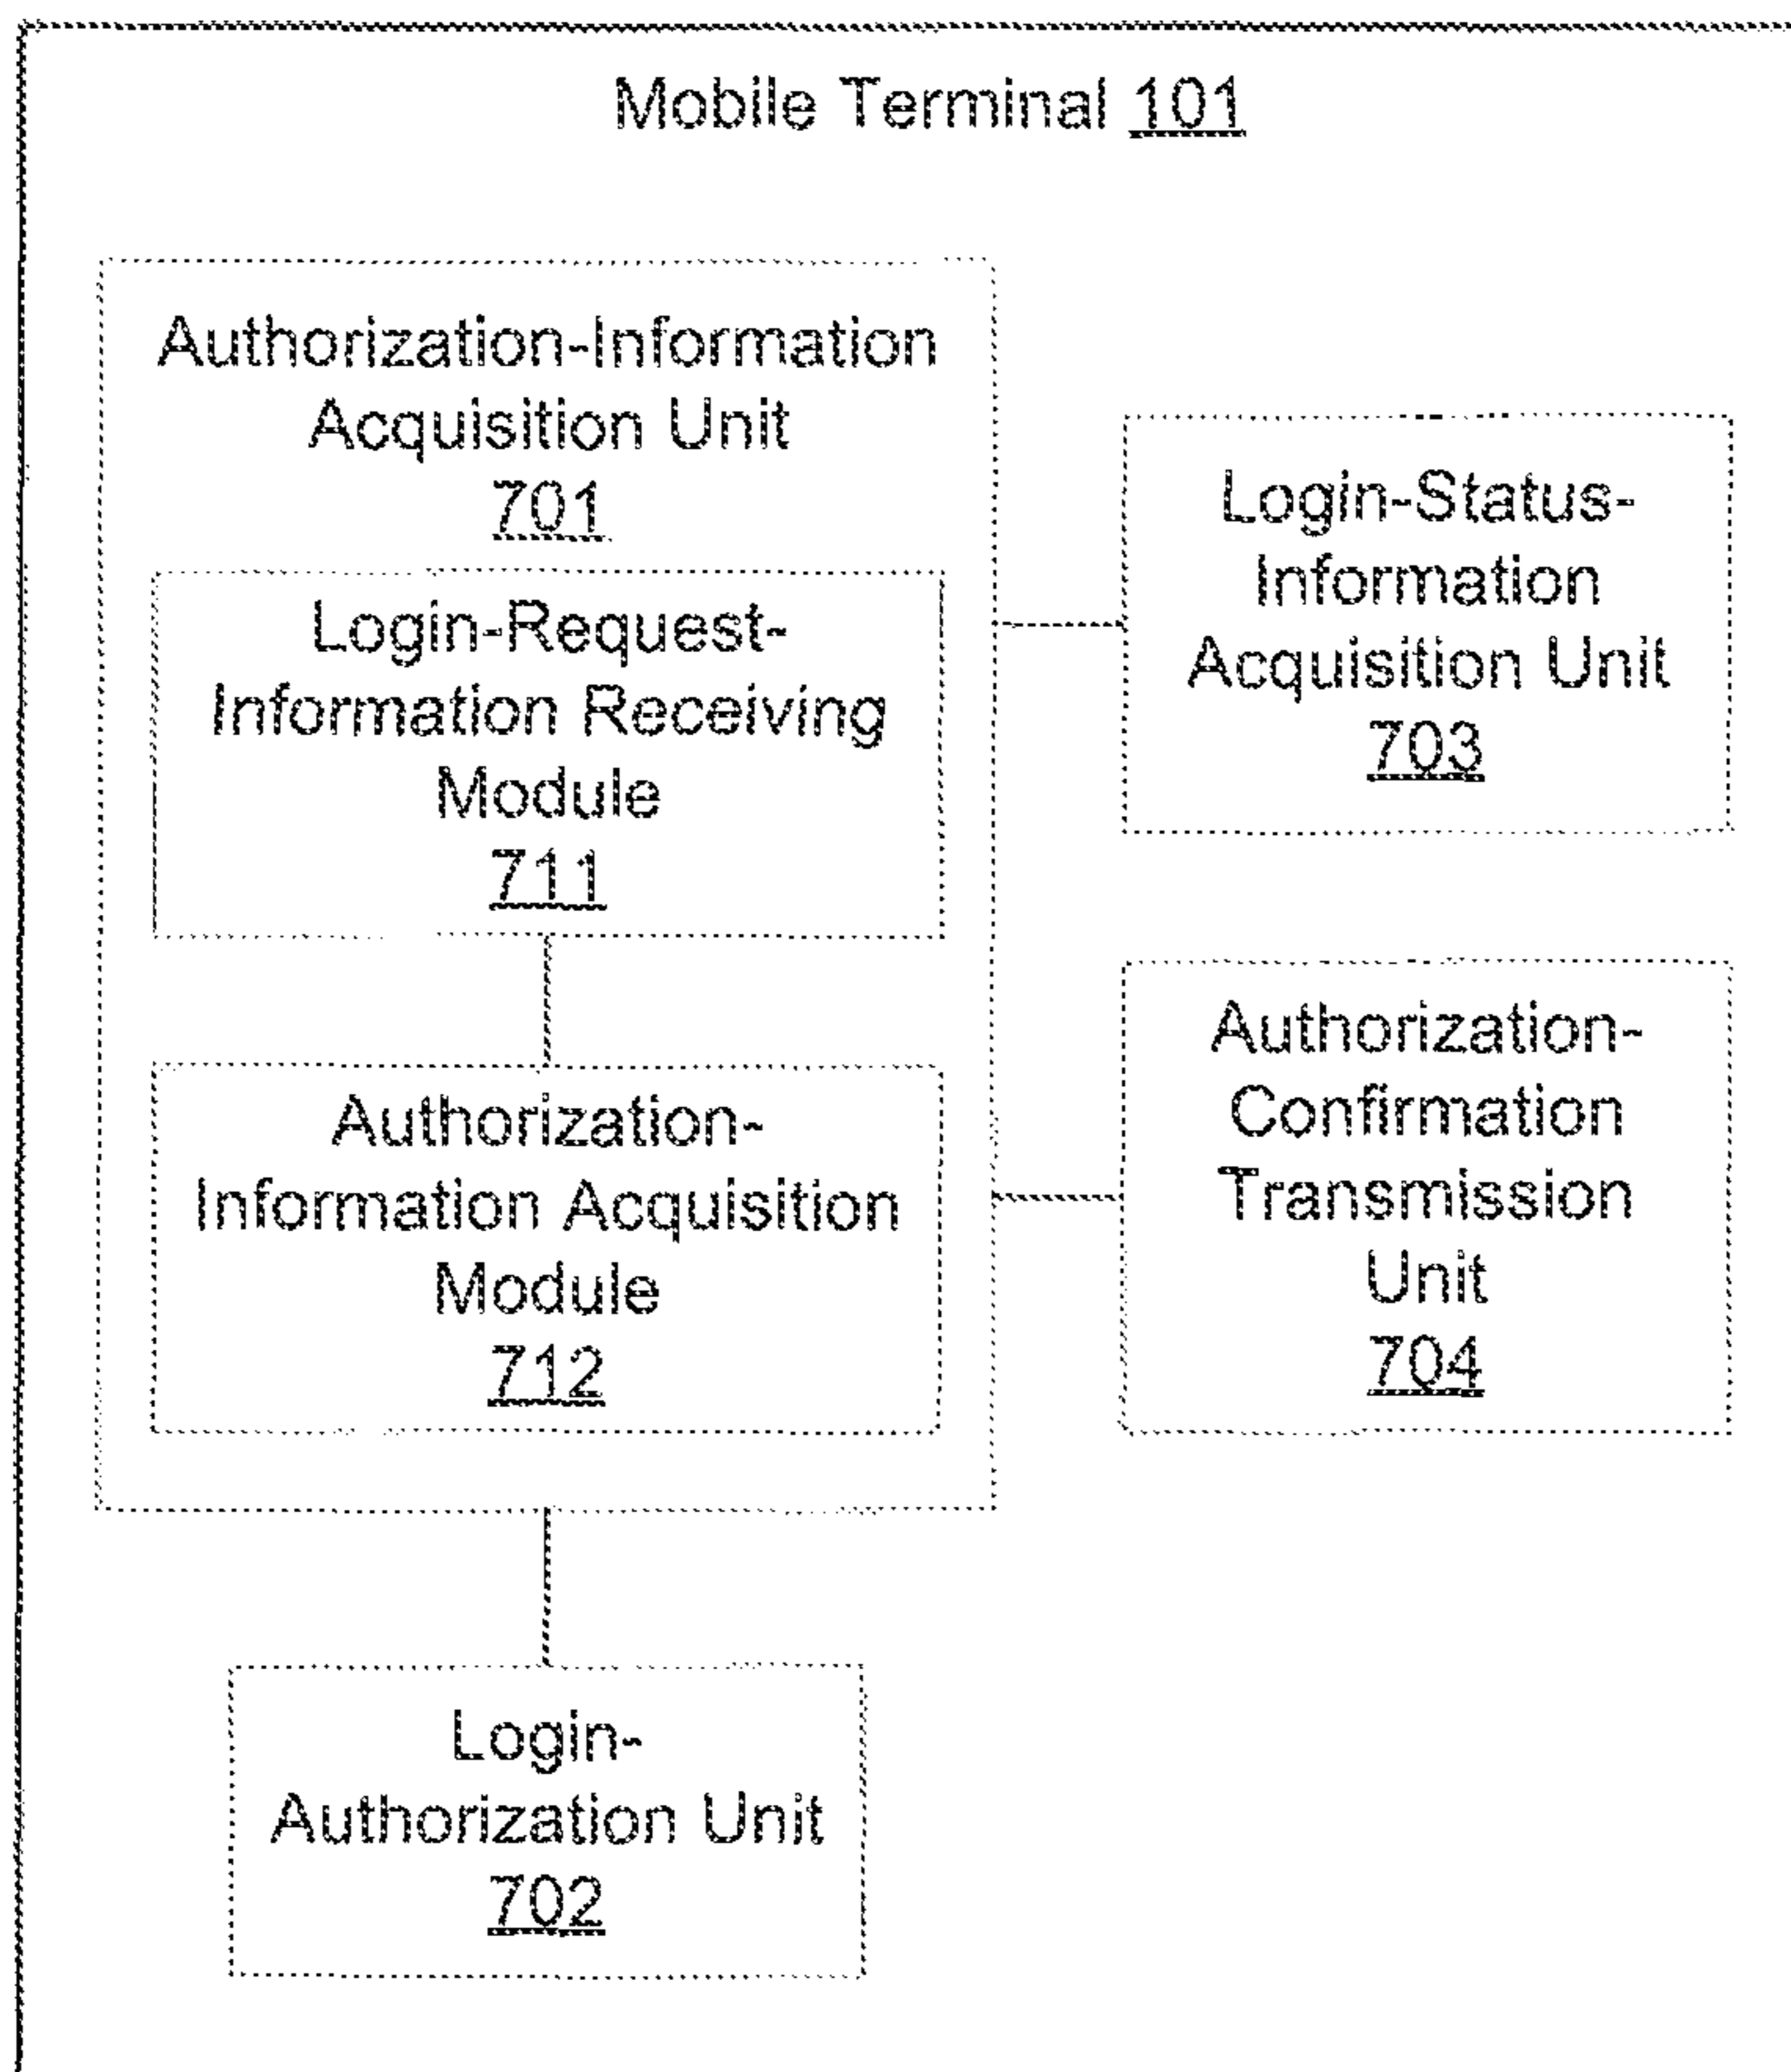 Mobile Terminal 101
Authorization-Information
Acquisition Unit
701
Login-Request-
Information Receiving
Module
711
Authorization-
Information Acquisition
Module
712
Login-Status-
Information
Acquisition Unit
703
Authorization-
Confirmation
Transmission
Unit
704
Login-
Authorization Unit
702